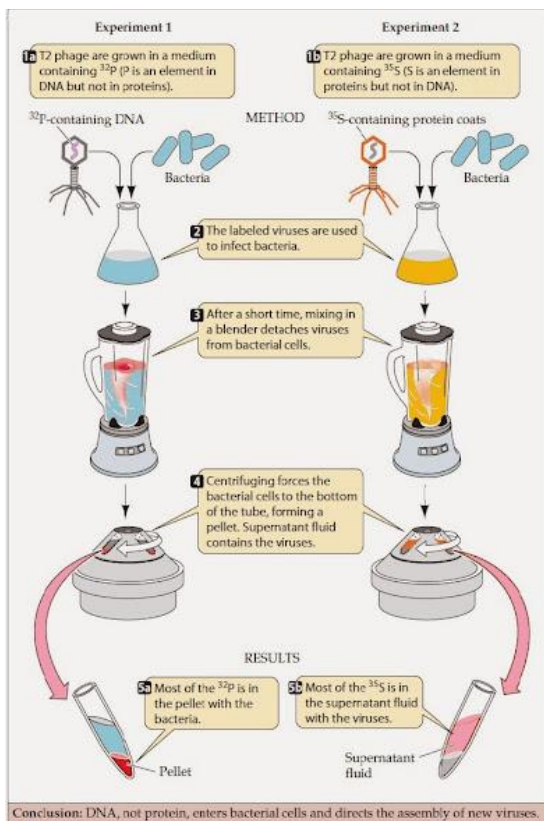 Experiment 1
Experiment 2
1a T2 phage are grown in a medium
containing ³²P (P is an element in
DNA but not in proteins).
1b T2 phage are grown in a medium
containing ³⁵S (S is an element in
proteins but not in DNA).
METHOD
³²P-containing DNA
Bacteria
³⁵S-containing protein coats
Bacteria
2 The labeled viruses are used
to infect bacteria.
3 After a short time, mixing in
a blender detaches viruses
from bacterial cells.
4 Centrifuging forces the
bacterial cells to the bottom
of the tube, forming a
pellet. Supernatant fluid
contains the viruses.
RESULTS
5a Most of the ³²P is in
the pellet with the
bacteria.
5b Most of the ³⁵S is in
the supernatant fluid
with the viruses.
Pellet
Supernatant
fluid
Conclusion: DNA, not protein, enters bacterial cells and directs the assembly of new viruses.